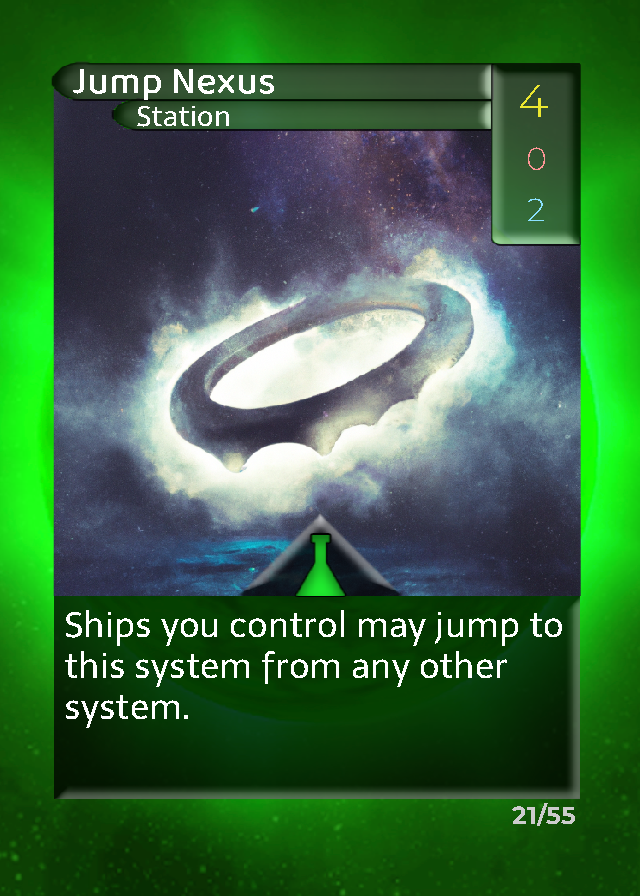 Jump Nexus
Station
4
0
2
Ships you control may jump to
this system from any other
system.
21/55